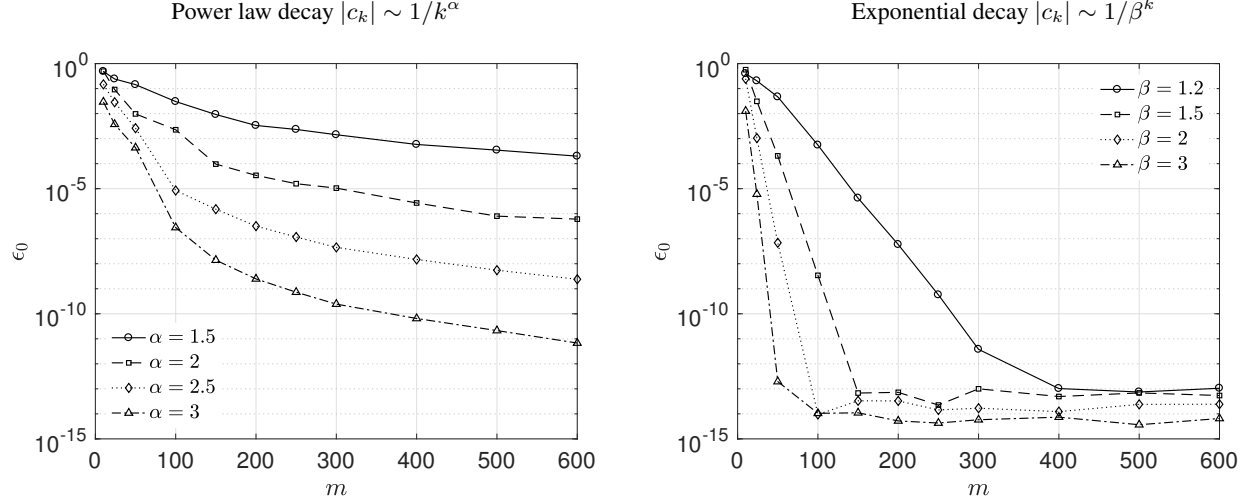 Power law decay |c_k| ∼ 1/k^α
10^0
10^{-5}
10^{-10}
10^{-15}
ϵ_0
α = 1.5
α = 2
α = 2.5
α = 3
0 100 200 300 400 500 600
m
Exponential decay |c_k| ∼ 1/β^k
10^0
10^{-5}
10^{-10}
10^{-15}
ϵ_0
β = 1.2
β = 1.5
β = 2
β = 3
0 100 200 300 400 500 600
m